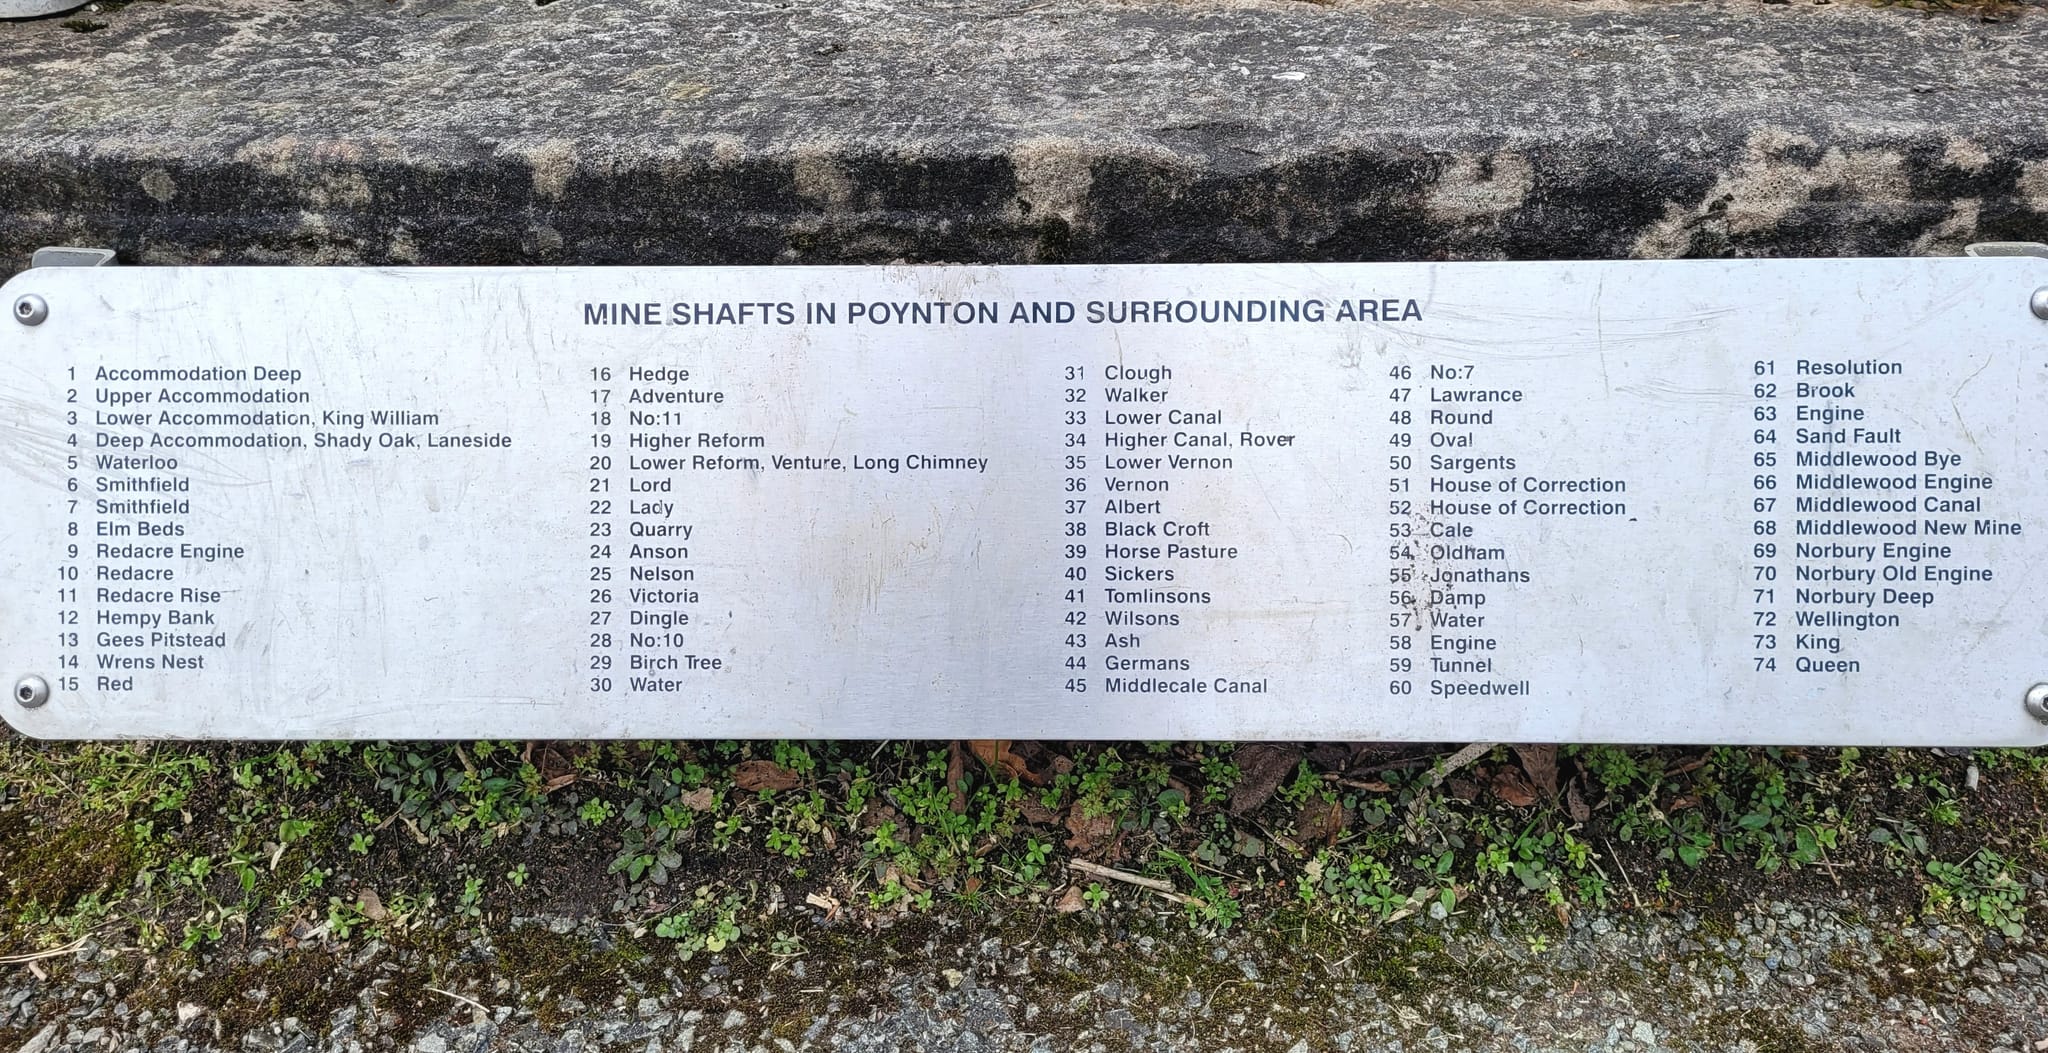 MINE SHAFTS IN POYNTON AND SURROUNDING AREA
1 Accommodation Deep
2 Upper Accommodation
3 Lower Accommodation, King William
4 Deep Accommodation, Shady Oak, Laneside
5 Waterloo
6 Smithfield
7 Smithfield
8 Elm Beds
9 Redacre Engine
10 Redacre
11 Redacre Rise
12 Hempy Bank
13 Gees Pitstead
14 Wrens Nest
15 Red
16 Hedge
17 Adventure
18 No:11
19 Higher Reform
20 Lower Reform, Venture, Long Chimney
21 Lord
22 Lady
23 Quarry
24 Anson
25 Nelson
26 Victoria
27 Dingle
28 No:10
29 Birch Tree
30 Water
31 Clough
32 Walker
33 Lower Canal
34 Higher Canal, Rover
35 Lower Vernon
36 Vernon
37 Albert
38 Black Croft
39 Horse Pasture
40 Sickers
41 Tomlinsons
42 Wilsons
43 Ash
44 Germans
45 Middlecale Canal
46 No:7
47 Lawrance
48 Round
49 Oval
50 Sargents
51 House of Correction
52 House of Correction
53 Cale
54 Oldham
55 Jonathans
56 Damp
57 Water
58 Engine
59 Tunnel
60 Speedwell
61 Resolution
62 Brook
63 Engine
64 Sand Fault
65 Middlewood Bye
66 Middlewood Engine
67 Middlewood Canal
68 Middlewood New Mine
69 Norbury Engine
70 Norbury Old Engine
71 Norbury Deep
72 Wellington
73 King
74 Queen